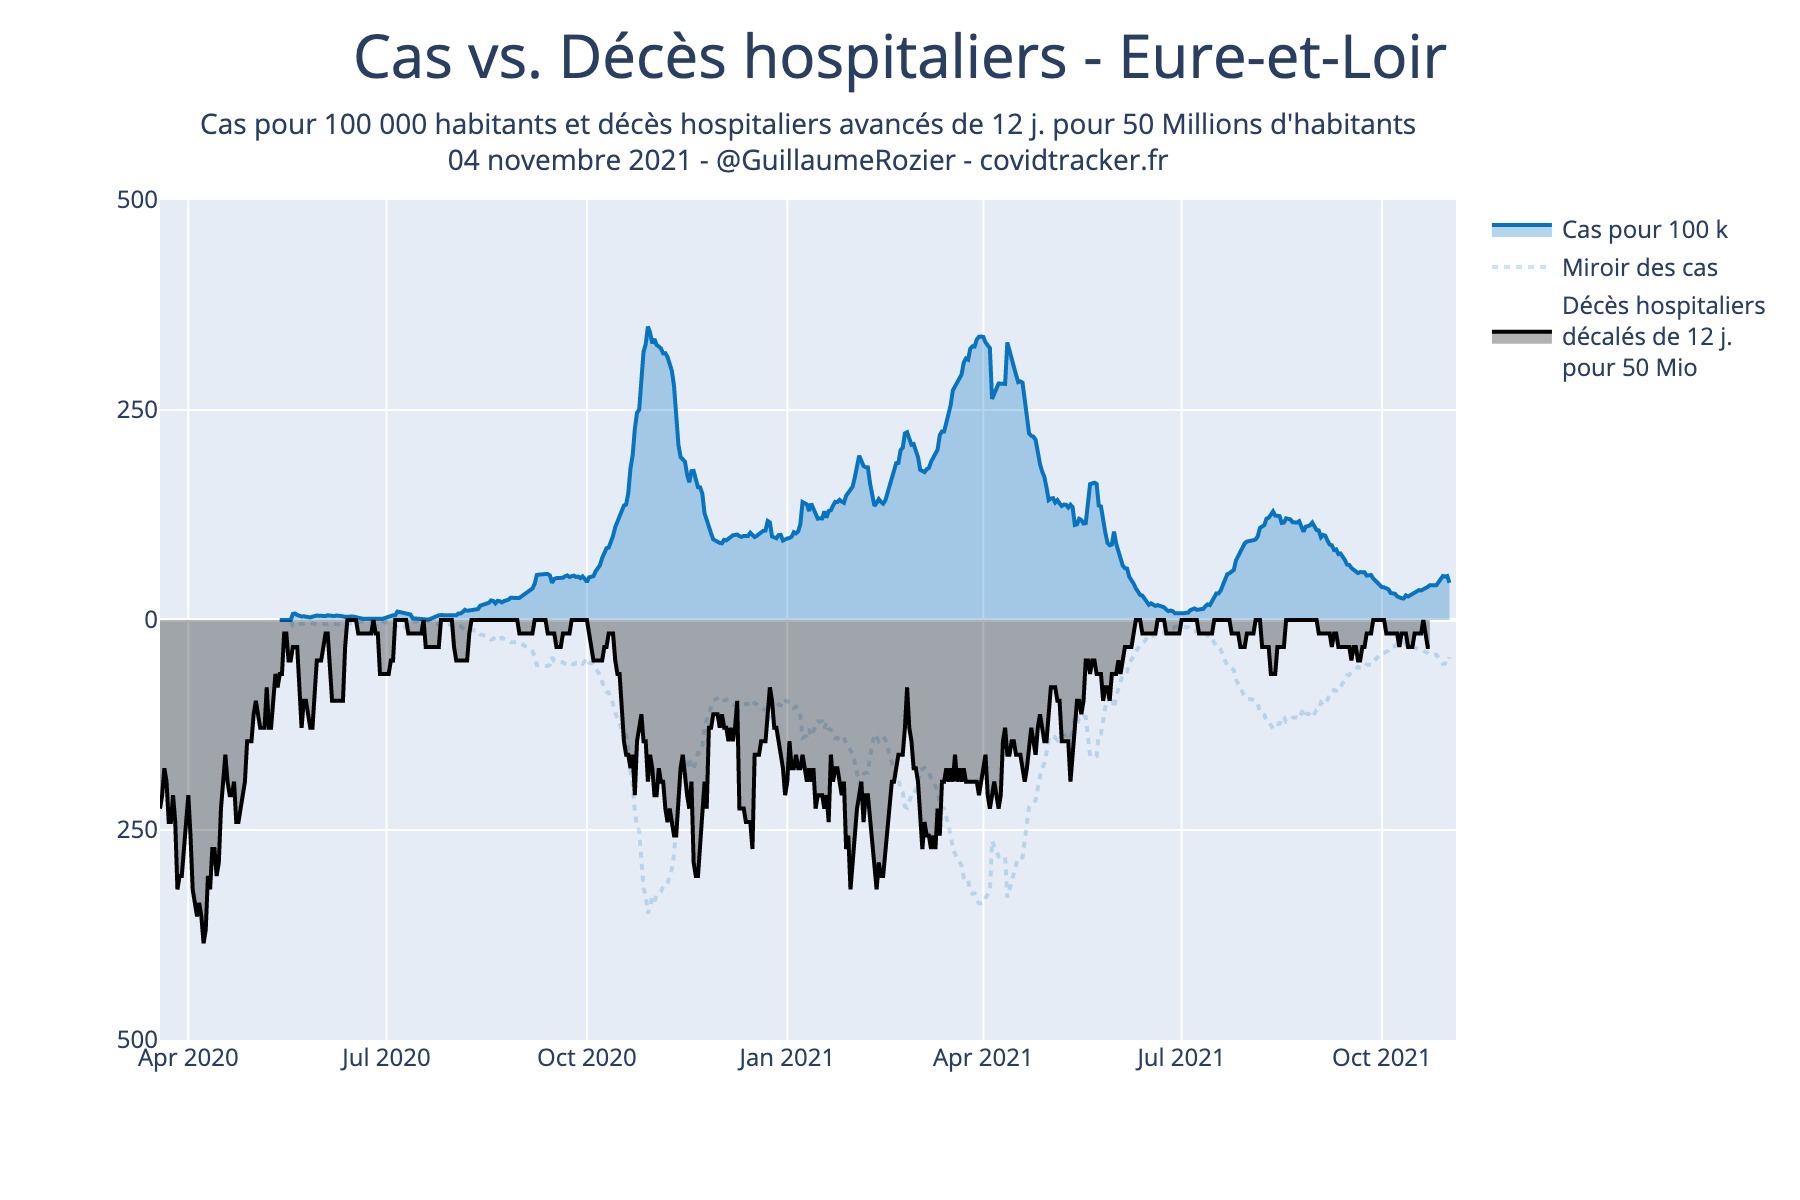 Cas vs. Décès hospitaliers - Eure-et-Loir
Cas pour 100 000 habitants et décès hospitaliers avancés de 12 j. pour 50 Millions d'habitants
04 novembre 2021 - @GuillaumeRozier - covidtracker.fr
500
250
0
250
500
Apr 2020
Jul 2020
Oct 2020
Jan 2021
Apr 2021
Jul 2021
Oct 2021
Cas pour 100 k
Miroir des cas
Décès hospitaliers
décalés de 12 j.
pour 50 Mio